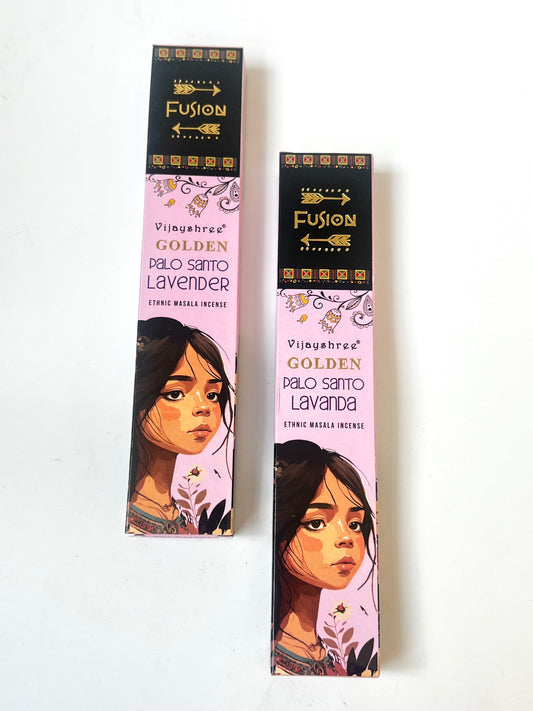 FUSION
Vijayshree®
GOLDEN
PALO SANTO
LAVENDER
ETHNIC MASALA INCENSE
FUSION
Vijayshree®
GOLDEN
PALO SANTO
LAVANDA
ETHNIC MASALA INCENSE